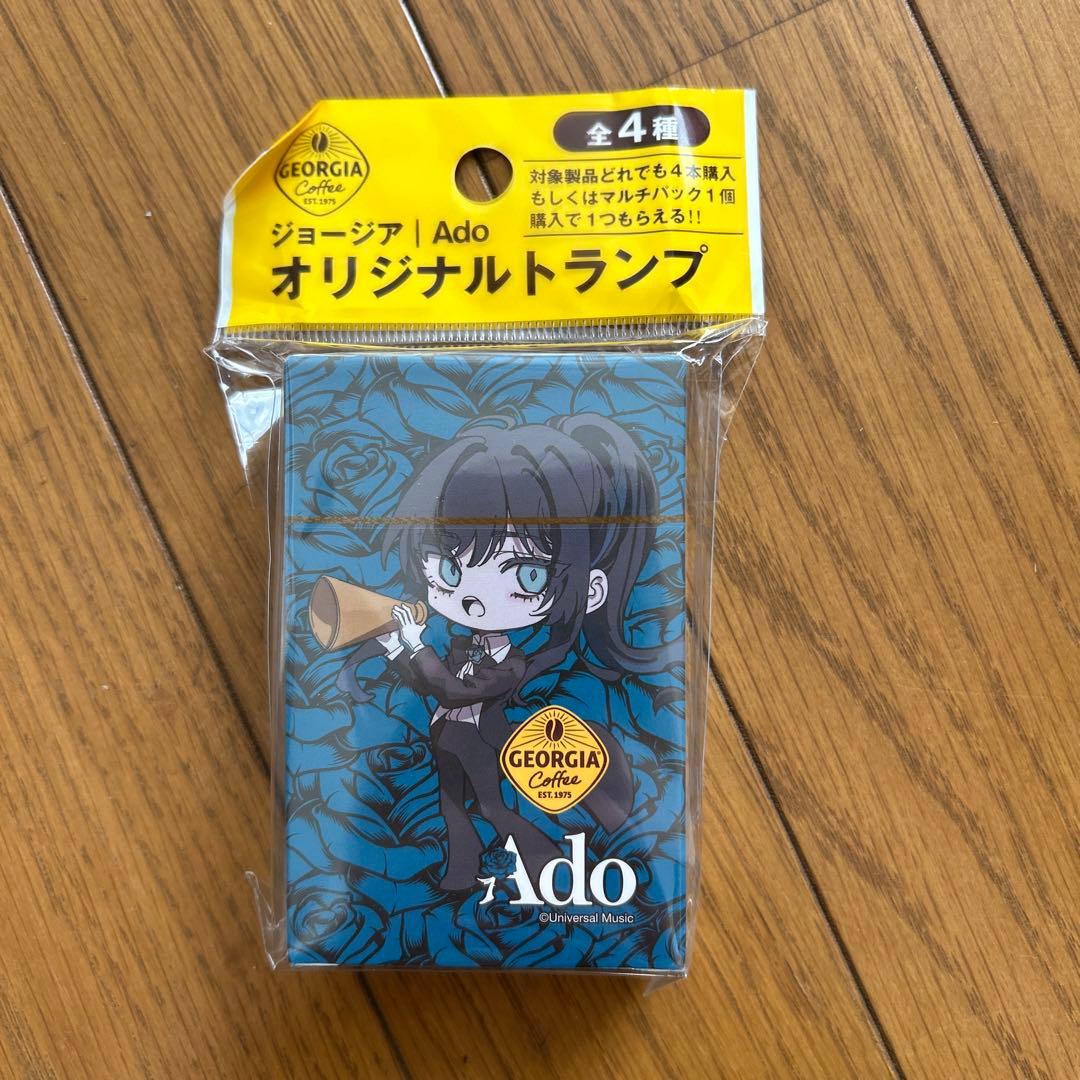 GEORGIA
Coffee
EST. 1975
全4種
対象製品どれでも4本購入
もしくはマルチパック1個
購入で1つもらえる!!
ジョージア | Ado
オリジナルトランプ
GEORGIA
Coffee
EST. 1975
Ado
©Universal Music